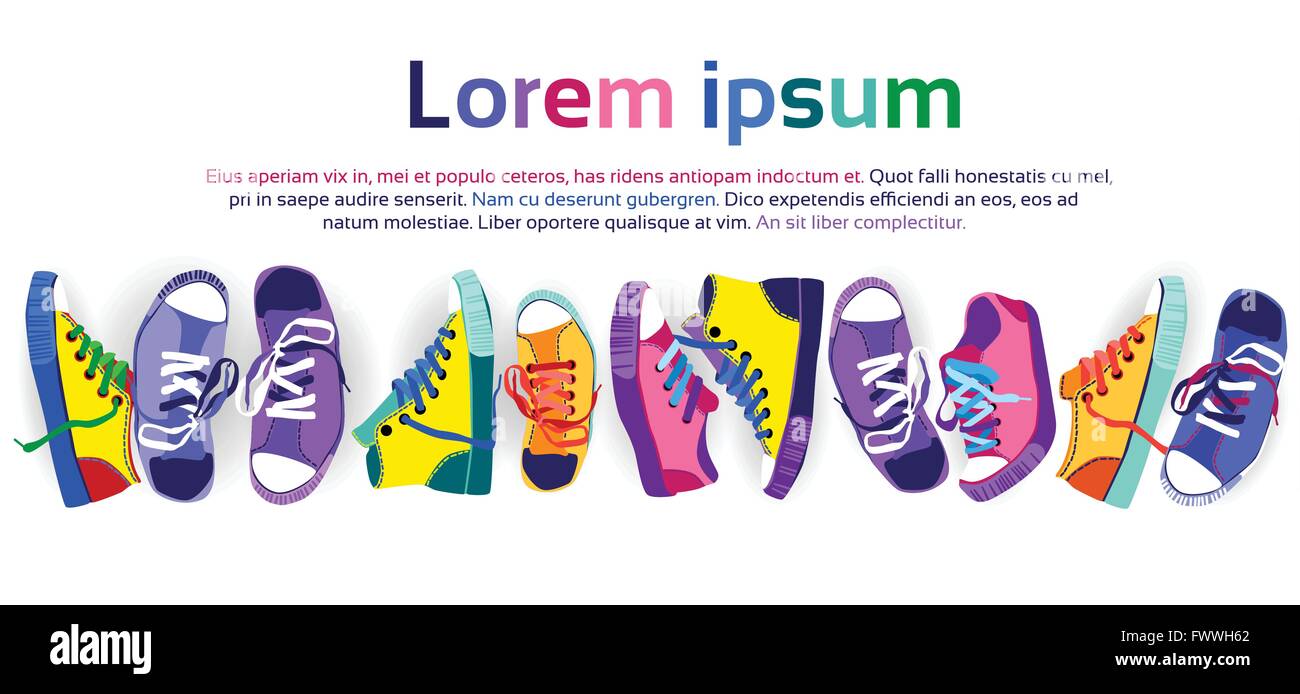 Lorem ipsum
Eius aperiam vix in, mei et populo ceteros, has ridens antiopam indoctum et. Quot falli honestatis cu mel,
pri in saepe audire senserit. Nam cu deserunt gubergren. Dico expetendis efficiendi an eos, eos ad
natum molestiae. Liber oportere qualisque at vim. An sit liber complectitur.
alamy
Image ID: FWWH62
www.alamy.com